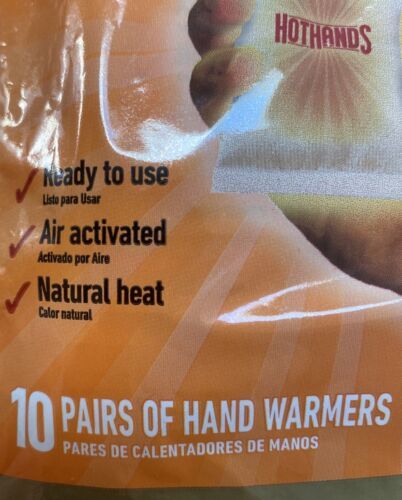 HOTHANDS
Ready to use
Listo para Usar
Air activated
Activado por Aire
Natural heat
Calor natural
10 PAIRS OF HAND WARMERS
PARES DE CALENTADORES DE MANOS